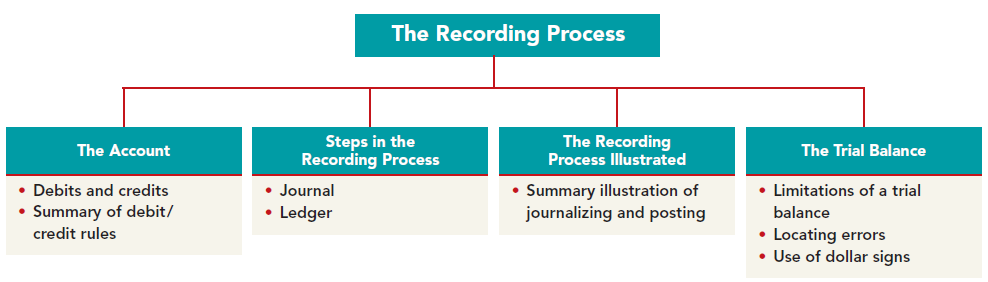 The Recording Process
The Account
• Debits and credits
• Summary of debit/
credit rules
Steps in the
Recording Process
• Journal
• Ledger
The Recording
Process Illustrated
• Summary illustration of
journalizing and posting
The Trial Balance
• Limitations of a trial
balance
• Locating errors
• Use of dollar signs